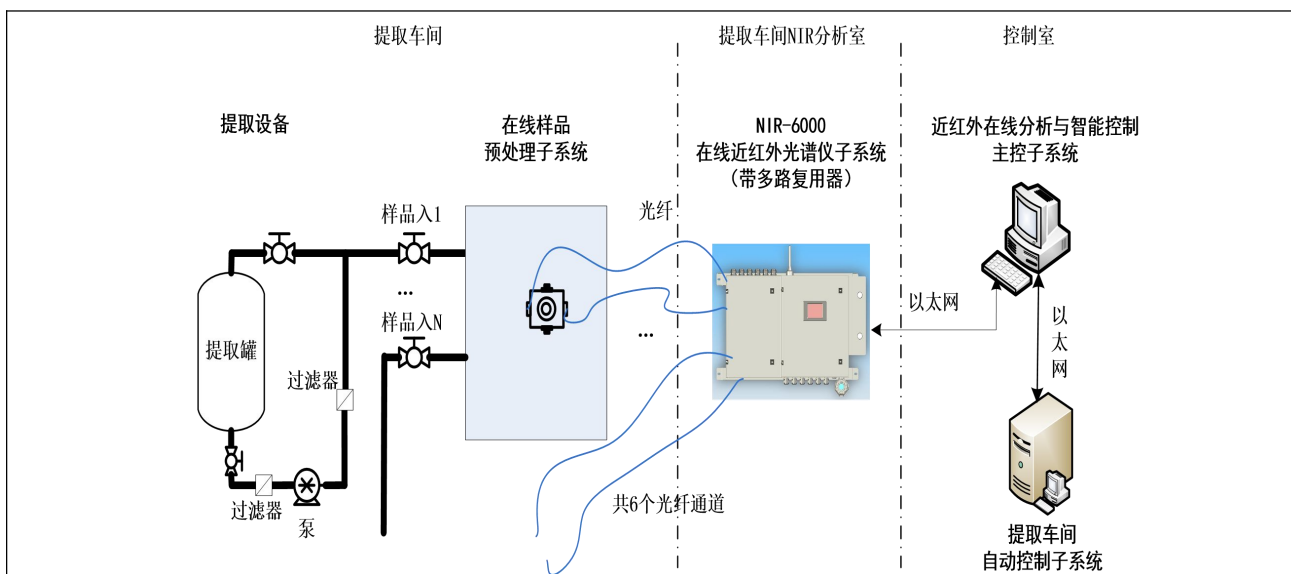 提取车间
提取车间NIR分析室
控制室
提取设备
在线样品
预处理子系统
NIR-6000
在线近红外光谱仪子系统
（带多路复用器）
近红外在线分析与智能控制
主控子系统
样品入1
光纤
...
样品入N
...
以太网
以太网
提取罐
过滤器
过滤器
泵
共6个光纤通道
提取车间
自动控制子系统